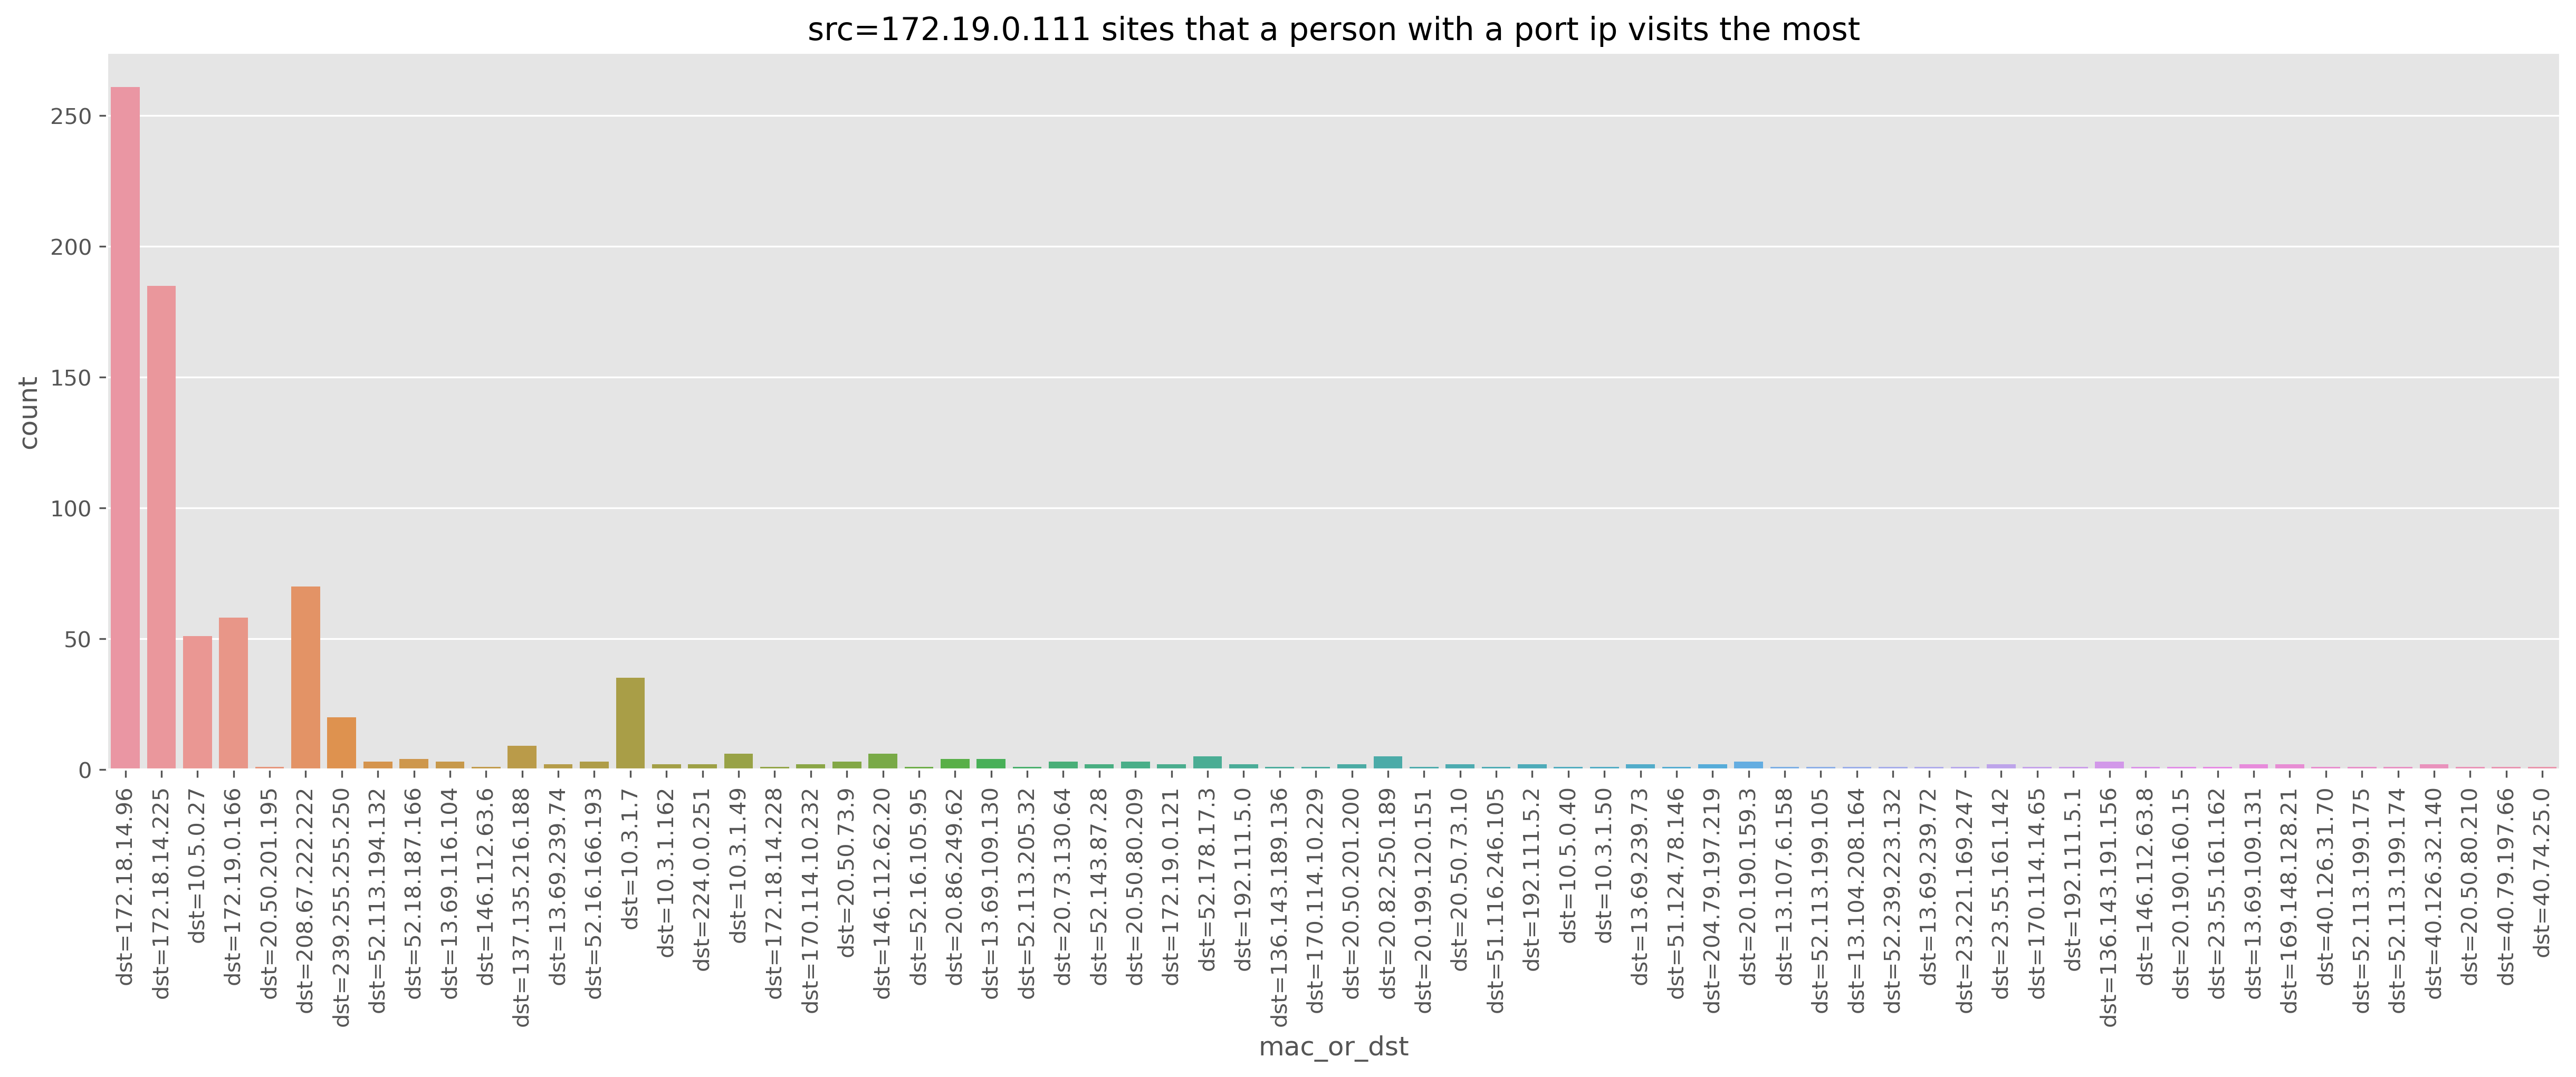 src=172.19.0.111 sites that a person with a port ip visits the most
count
250
200
150
100
50
0
dst=172.18.14.96
dst=172.18.14.225
dst=10.5.0.27
dst=172.19.0.166
dst=20.50.201.195
dst=208.67.222.222
dst=239.255.255.250
dst=52.113.194.132
dst=52.18.187.166
dst=13.69.116.104
dst=146.112.63.6
dst=137.135.216.188
dst=13.69.239.74
dst=52.16.166.193
dst=10.3.1.7
dst=10.3.1.162
dst=224.0.0.251
dst=10.3.1.49
dst=172.18.14.228
dst=170.114.10.232
dst=20.50.73.9
dst=146.112.62.20
dst=52.16.105.95
dst=20.86.249.62
dst=13.69.109.130
dst=52.113.205.32
dst=20.73.130.64
dst=52.143.87.28
dst=20.50.80.209
dst=172.19.0.121
dst=52.178.17.3
dst=192.111.5.0
dst=136.143.189.136
dst=170.114.10.229
dst=20.50.201.200
dst=20.82.250.189
dst=20.199.120.151
dst=20.50.73.10
dst=51.116.246.105
dst=192.111.5.2
dst=10.5.0.40
dst=10.3.1.50
dst=13.69.239.73
dst=51.124.78.146
dst=204.79.197.219
dst=20.190.159.3
dst=13.107.6.158
dst=52.113.199.105
dst=13.104.208.164
dst=52.239.223.132
dst=13.69.239.72
dst=23.221.169.247
dst=23.55.161.142
dst=170.114.14.65
dst=192.111.5.1
dst=136.143.191.156
dst=146.112.63.8
dst=20.190.160.15
dst=23.55.161.162
dst=13.69.109.131
dst=169.148.128.21
dst=40.126.31.70
dst=52.113.199.175
dst=52.113.199.174
dst=40.126.32.140
dst=20.50.80.210
dst=40.79.197.66
dst=40.74.25.0
mac_or_dst